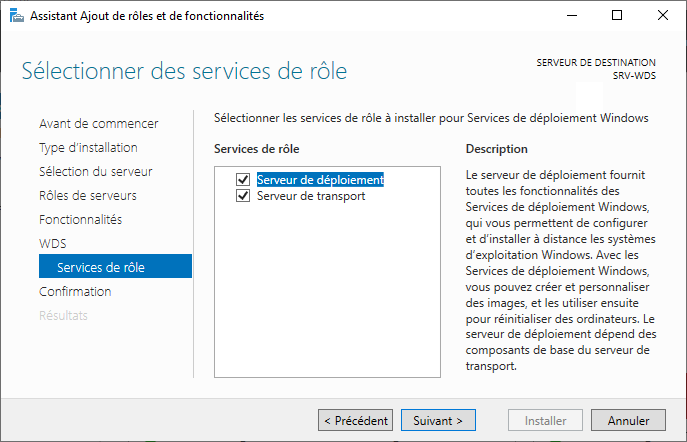 Assistant Ajout de rôles et de fonctionnalités
Sélectionner des services de rôle
SERVEUR DE DESTINATION
SRV-WDS
Avant de commencer
Type d'installation
Sélection du serveur
Rôles de serveurs
Fonctionnalités
WDS
Services de rôle
Confirmation
Résultats
Sélectionner les services de rôle à installer pour Services de déploiement Windows
Services de rôle
Serveur de déploiement
Serveur de transport
Description
Le serveur de déploiement fournit
toutes les fonctionnalités des
Services de déploiement Windows,
qui vous permettent de configurer
et d'installer à distance les systèmes
d'exploitation Windows. Avec les
Services de déploiement Windows,
vous pouvez créer et personnaliser
des images, et les utiliser ensuite
pour réinitialiser des ordinateurs. Le
serveur de déploiement dépend des
composants de base du serveur de
transport.
< Précédent
Suivant >
Installer
Annuler